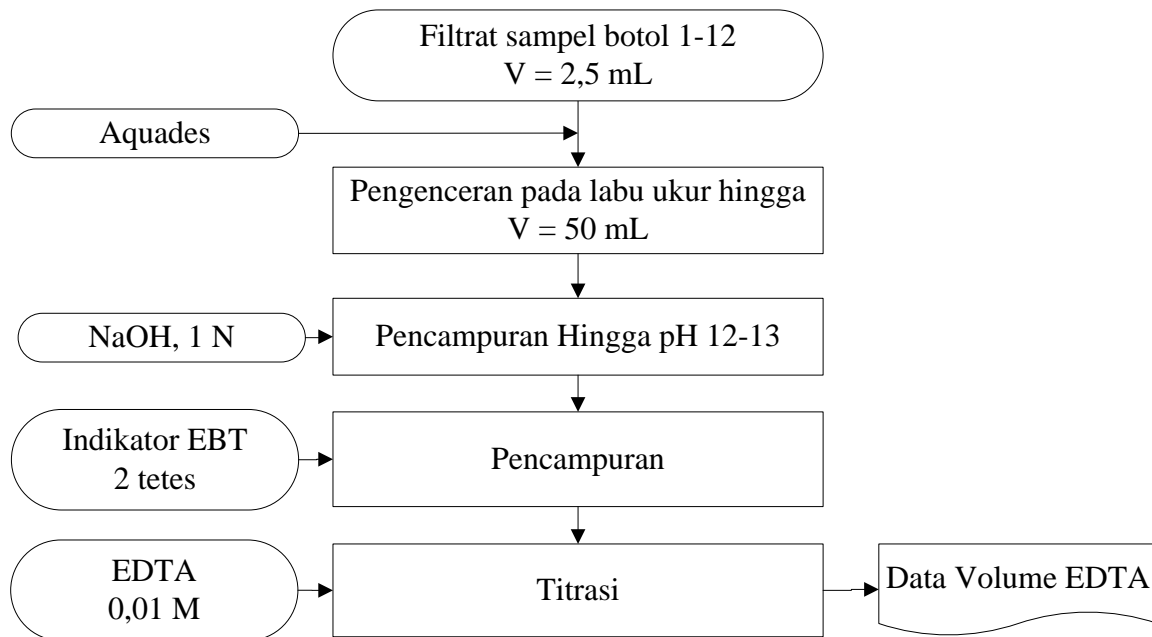 Filtrat sampel botol 1-12
V = 2,5 mL
Aquades
Pengenceran pada labu ukur hingga
V = 50 mL
NaOH, 1 N
Pencampuran Hingga pH 12-13
Indikator EBT
2 tetes
Pencampuran
EDTA
0,01 M
Titrasi
Data Volume EDTA